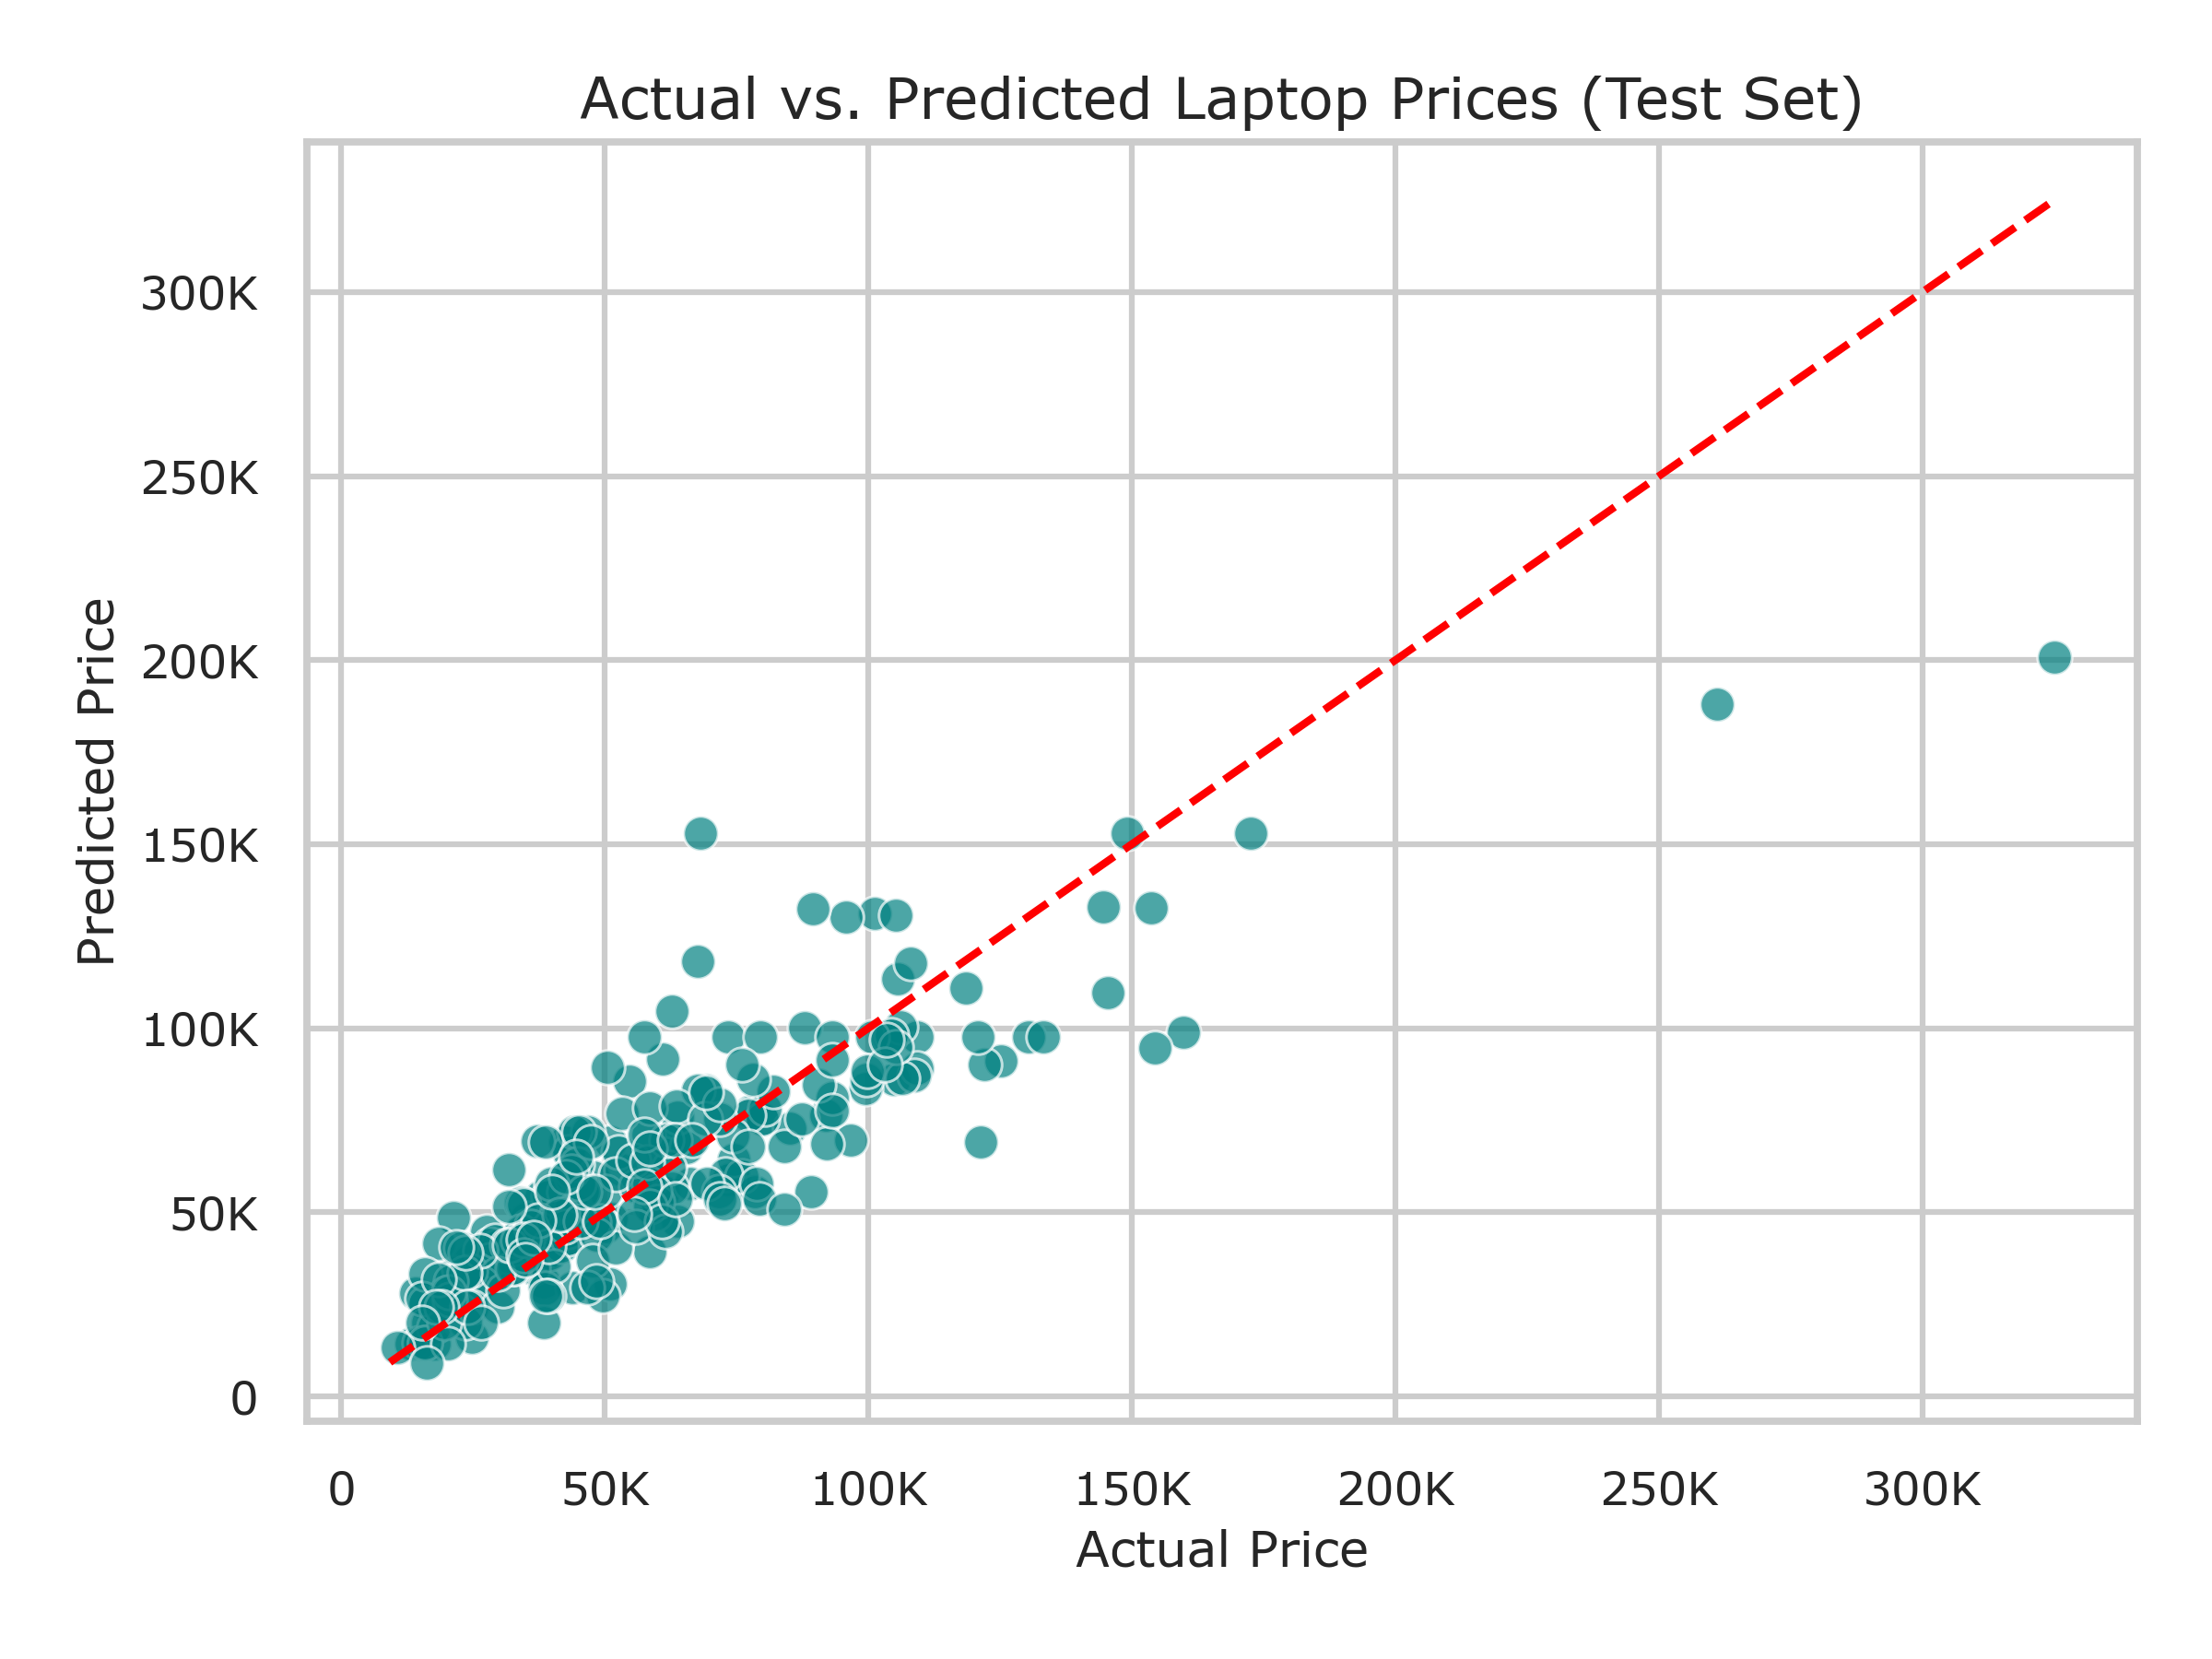 Actual vs. Predicted Laptop Prices (Test Set)
300K
250K
200K
150K
100K
50K
0
Predicted Price
0 50K 100K 150K 200K 250K 300K
Actual Price